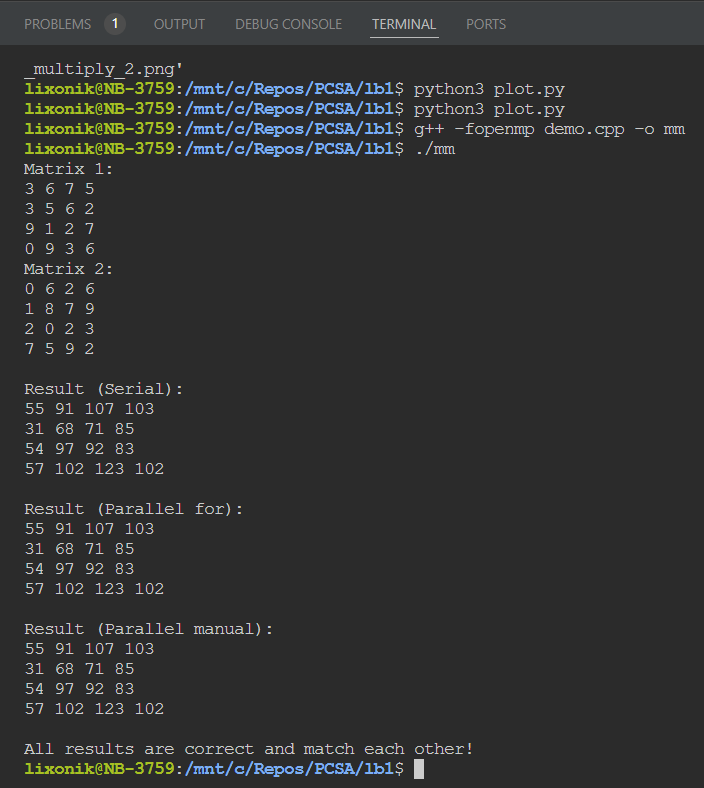 PROBLEMS 1 OUTPUT DEBUG CONSOLE TERMINAL PORTS
_multiply_2.png'
lixonik@NB-3759:/mnt/c/Repos/PCSA/lb1$ python3 plot.py
lixonik@NB-3759:/mnt/c/Repos/PCSA/lb1$ python3 plot.py
lixonik@NB-3759:/mnt/c/Repos/PCSA/lb1$ g++ -fopenmp demo.cpp -o mm
lixonik@NB-3759:/mnt/c/Repos/PCSA/lb1$ ./mm
Matrix 1:
3 6 7 5
3 5 6 2
9 1 2 7
0 9 3 6
Matrix 2:
0 6 2 6
1 8 7 9
2 0 2 3
7 5 9 2
Result (Serial):
55 91 107 103
31 68 71 85
54 97 92 83
57 102 123 102
Result (Parallel for):
55 91 107 103
31 68 71 85
54 97 92 83
57 102 123 102
Result (Parallel manual):
55 91 107 103
31 68 71 85
54 97 92 83
57 102 123 102
All results are correct and match each other!
lixonik@NB-3759:/mnt/c/Repos/PCSA/lb1$